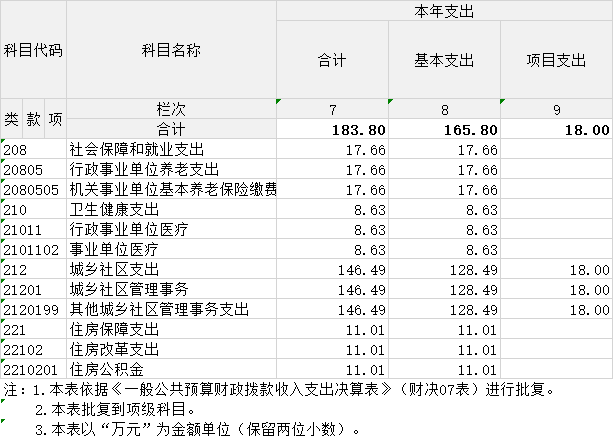 科目代码 科目名称 本年支出
合计 基本支出 项目支出
类 款 项 栏次 7 8 9
合计 183.80 165.80 18.00
208 社会保障和就业支出 17.66 17.66
20805 行政事业单位养老支出 17.66 17.66
2080505 机关事业单位基本养老保险缴费 17.66 17.66
210 卫生健康支出 8.63 8.63
21011 行政事业单位医疗 8.63 8.63
2101102 事业单位医疗 8.63 8.63
212 城乡社区支出 146.49 128.49 18.00
21201 城乡社区管理事务 146.49 128.49 18.00
2120199 其他城乡社区管理事务支出 146.49 128.49 18.00
221 住房保障支出 11.01 11.01
22102 住房改革支出 11.01 11.01
2210201 住房公积金 11.01 11.01
注：1.本表依据《一般公共预算财政拨款收入支出决算表》（财决07表）进行批复。
2.本表批复到项级科目。
3.本表以“万元”为金额单位（保留两位小数）。